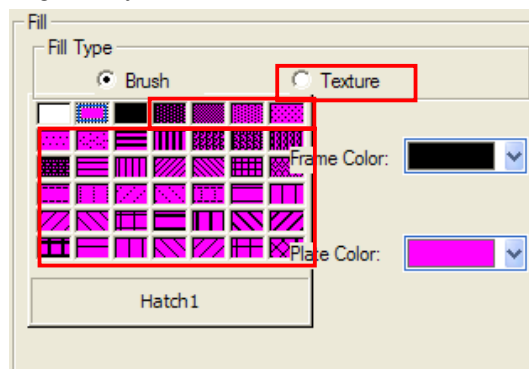 Fill
Fill Type
Brush
Texture
Frame Color:
Plate Color:
Hatch1